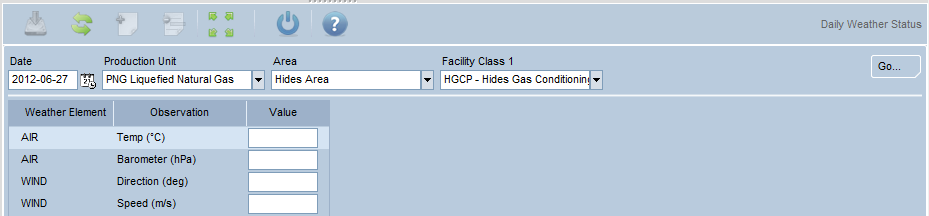 Daily Weather Status
Date Production Unit Area Facility Class 1
2012-06-27 PNG Liquefied Natural Gas Hides Area HGCP - Hides Gas Conditioning Go...
Weather Element Observation Value
AIR Temp (°C)
AIR Barometer (hPa)
WIND Direction (deg)
WIND Speed (m/s)